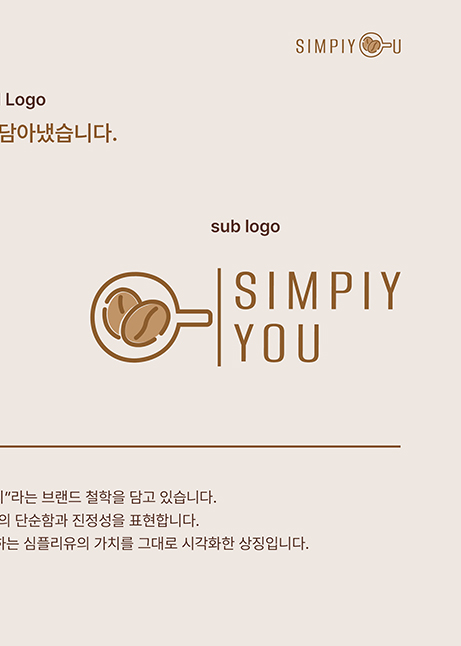 SIMPIY U
Logo
담아냈습니다.
sub logo
SIMPIY
YOU
”라는 브랜드 철학을 담고 있습니다.
의 단순함과 진정성을 표현합니다.
하는 심플리유의 가치를 그대로 시각화한 상징입니다.